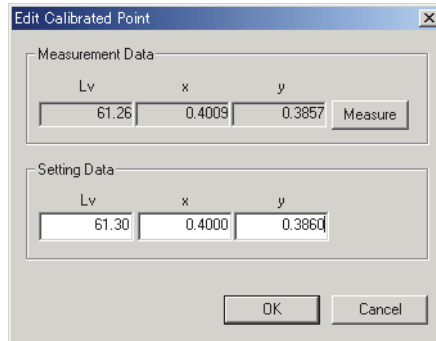 Edit Calibrated Point
Measurement Data
Lv x y
61.26 0.4009 0.3857 Measure
Setting Data
Lv x y
61.30 0.4000 0.3860
OK Cancel